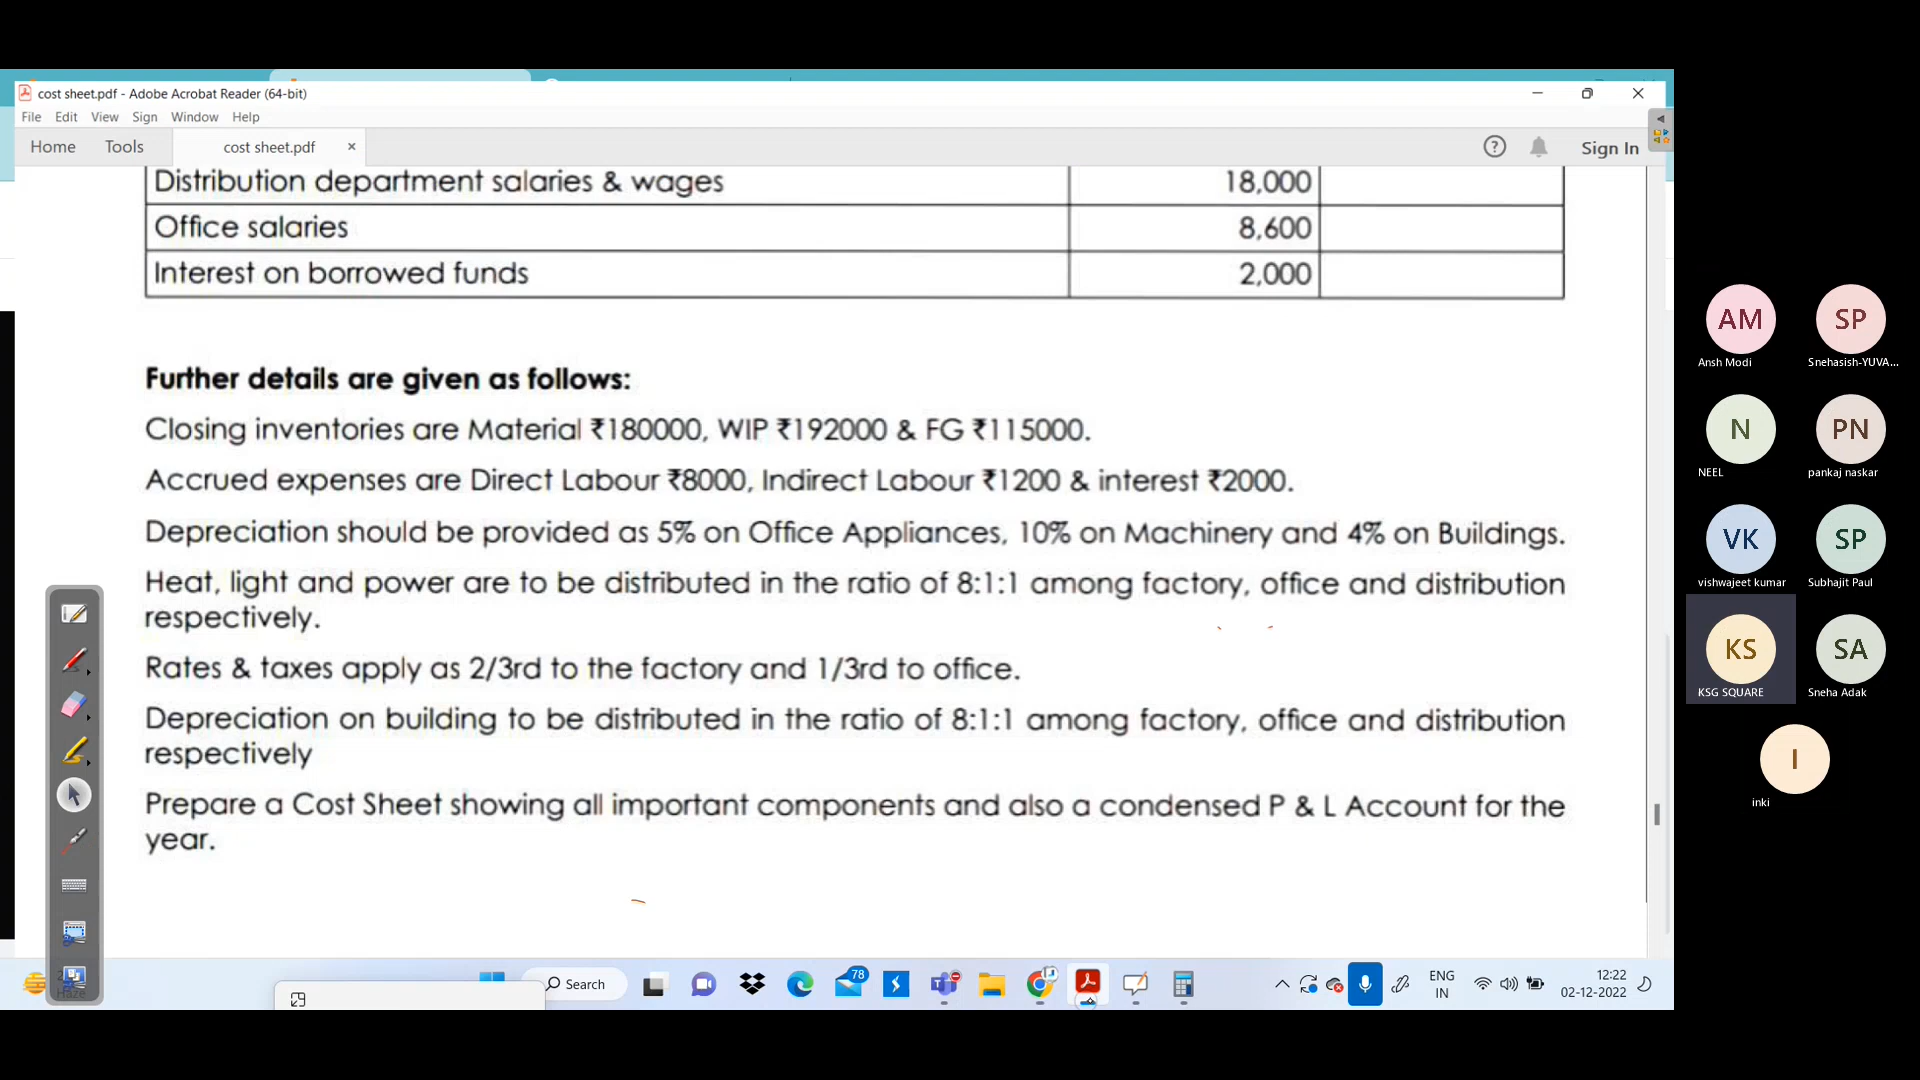 cost sheet.pdf - Adobe Acrobat Reader (64-bit)
File Edit View Sign Window Help
Home Tools cost sheet.pdf × Sign In
Distribution department salaries & wages 18,000
Office salaries 8,600
Interest on borrowed funds 2,000
Further details are given as follows:
Closing inventories are Material ₹180000, WIP ₹192000 & FG ₹115000.
Accrued expenses are Direct Labour ₹8000, Indirect Labour ₹1200 & interest ₹2000.
Depreciation should be provided as 5% on Office Appliances, 10% on Machinery and 4% on Buildings.
Heat, light and power are to be distributed in the ratio of 8:1:1 among factory, office and distribution
respectively.
Rates & taxes apply as 2/3rd to the factory and 1/3rd to office.
Depreciation on building to be distributed in the ratio of 8:1:1 among factory, office and distribution
respectively
Prepare a Cost Sheet showing all important components and also a condensed P & L Account for the
year.
Haze
Search
78
ENG
IN
12:22
02-12-2022
AM SP
Ansh Modi Snehasish-YUVA...
N PN
NEEL pankaj naskar
VK SP
vishwajeet kumar Subhajit Paul
KS SA
KSG SQUARE Sneha Adak
I
inki